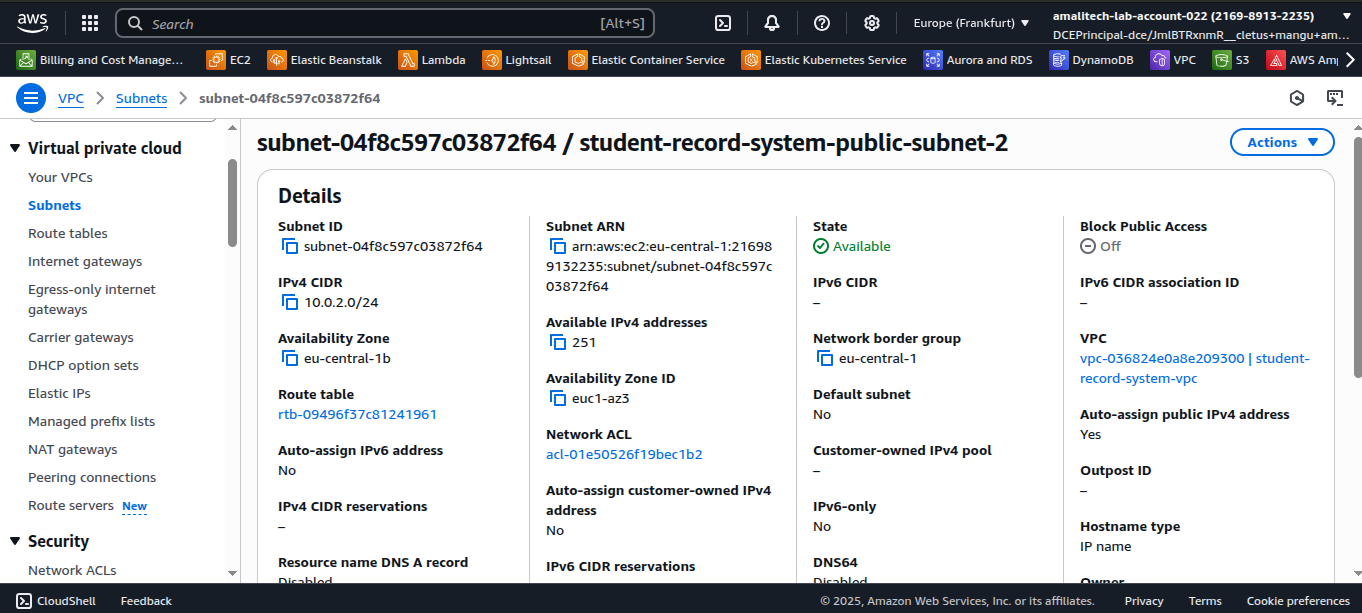 aws
Search [Alt+S]
Europe (Frankfurt)
amalitech-lab-account-022 (2169-8913-2235)
DCEPrincipal-dce/JmlBTRxnmR__cletus+mangu+am...
Billing and Cost Manage... EC2 Elastic Beanstalk Lambda Lightsail Elastic Container Service Elastic Kubernetes Service Aurora and RDS DynamoDB VPC S3 AWS Am
VPC > Subnets > subnet-04f8c597c03872f64
Virtual private cloud
Your VPCs
Subnets
Route tables
Internet gateways
Egress-only internet
gateways
Carrier gateways
DHCP option sets
Elastic IPs
Managed prefix lists
NAT gateways
Peering connections
Route servers New
Security
Network ACLs
subnet-04f8c597c03872f64 / student-record-system-public-subnet-2
Actions
Details
Subnet ID
subnet-04f8c597c03872f64
IPv4 CIDR
10.0.2.0/24
Availability Zone
eu-central-1b
Route table
rtb-09496f37c81241961
Auto-assign IPv6 address
No
IPv4 CIDR reservations
–
Resource name DNS A record
Disabled
Subnet ARN
arn:aws:ec2:eu-central-1:21698
9132235:subnet/subnet-04f8c597c
03872f64
Available IPv4 addresses
251
Availability Zone ID
euc1-az3
Network ACL
acl-01e50526f19bec1b2
Auto-assign customer-owned IPv4
address
No
IPv6 CIDR reservations
State
Available
IPv6 CIDR
–
Network border group
eu-central-1
Default subnet
No
Customer-owned IPv4 pool
–
IPv6-only
No
DNS64
Disabled
Block Public Access
Off
IPv6 CIDR association ID
–
VPC
vpc-036824e0a8e209300 | student-
record-system-vpc
Auto-assign public IPv4 address
Yes
Outpost ID
–
Hostname type
IP name
Owner
CloudShell Feedback
© 2025, Amazon Web Services, Inc. or its affiliates. Privacy Terms Cookie preferences